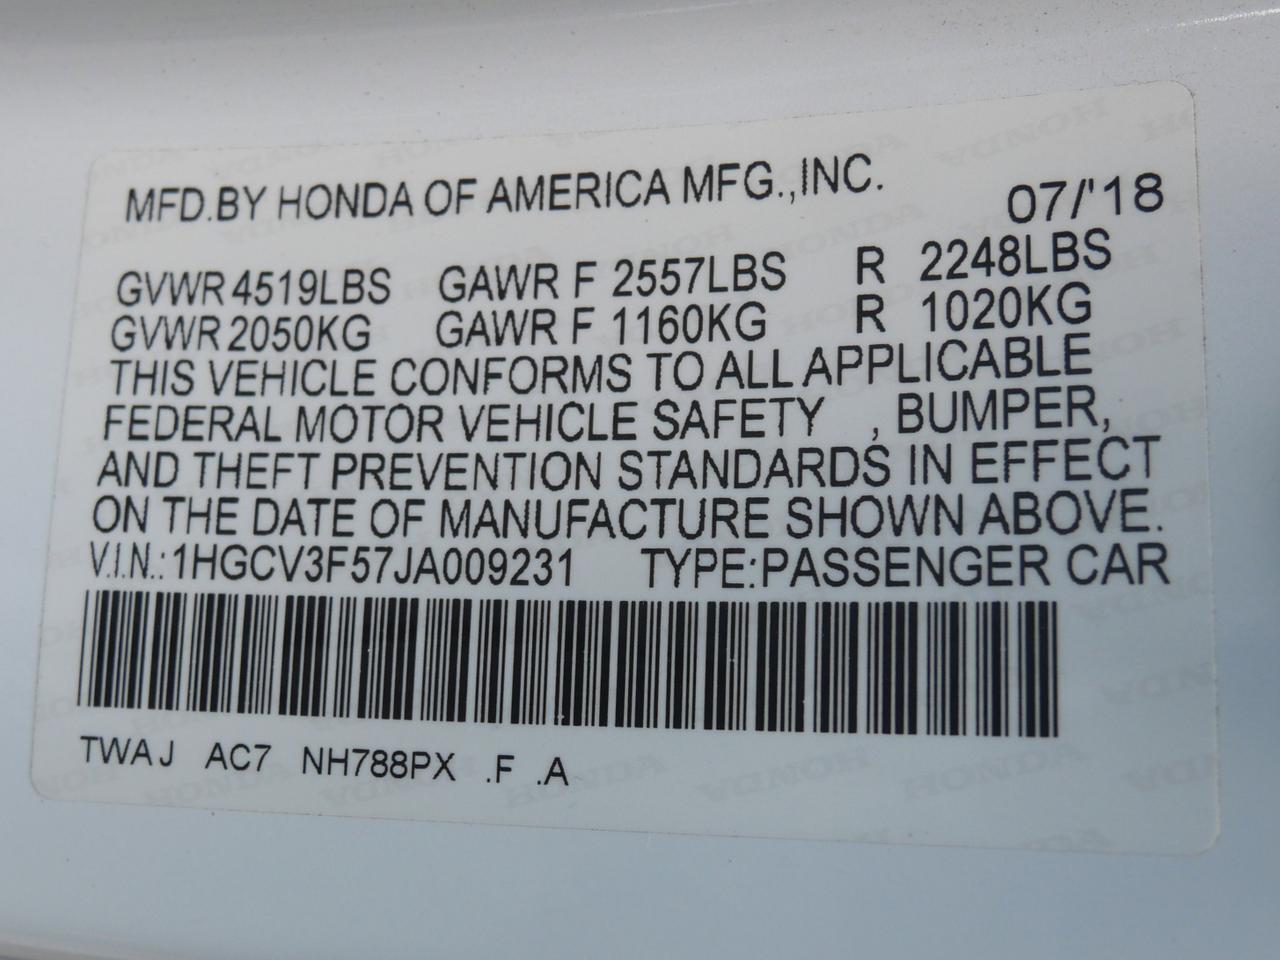 MFD.BY HONDA OF AMERICA MFG.,INC. 07/'18
GVWR 4519LBS GAWR F 2557LBS R 2248LBS
GVWR 2050KG GAWR F 1160KG R 1020KG
THIS VEHICLE CONFORMS TO ALL APPLICABLE
FEDERAL MOTOR VEHICLE SAFETY , BUMPER,
AND THEFT PREVENTION STANDARDS IN EFFECT
ON THE DATE OF MANUFACTURE SHOWN ABOVE.
V.I.N.: 1HGCV3F57JA009231 TYPE:PASSENGER CAR
TWAJ AC7 NH788PX .F .A